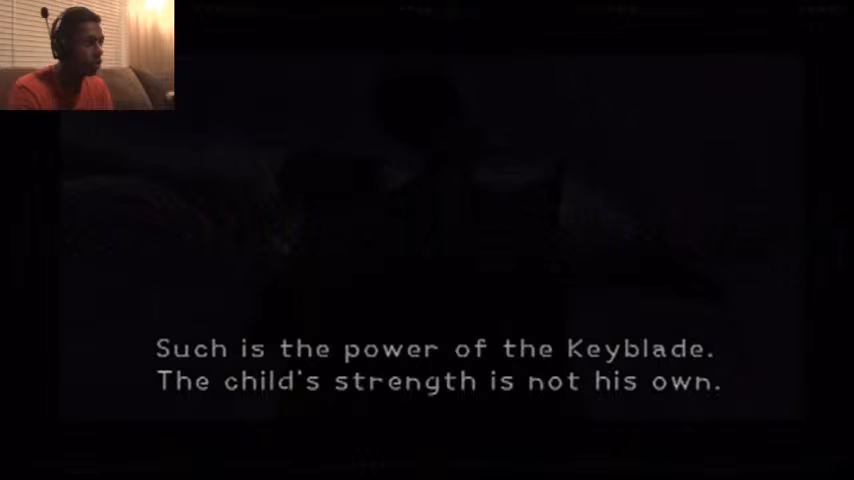 Such is the power of the Keyblade.
The child's strength is not his own.